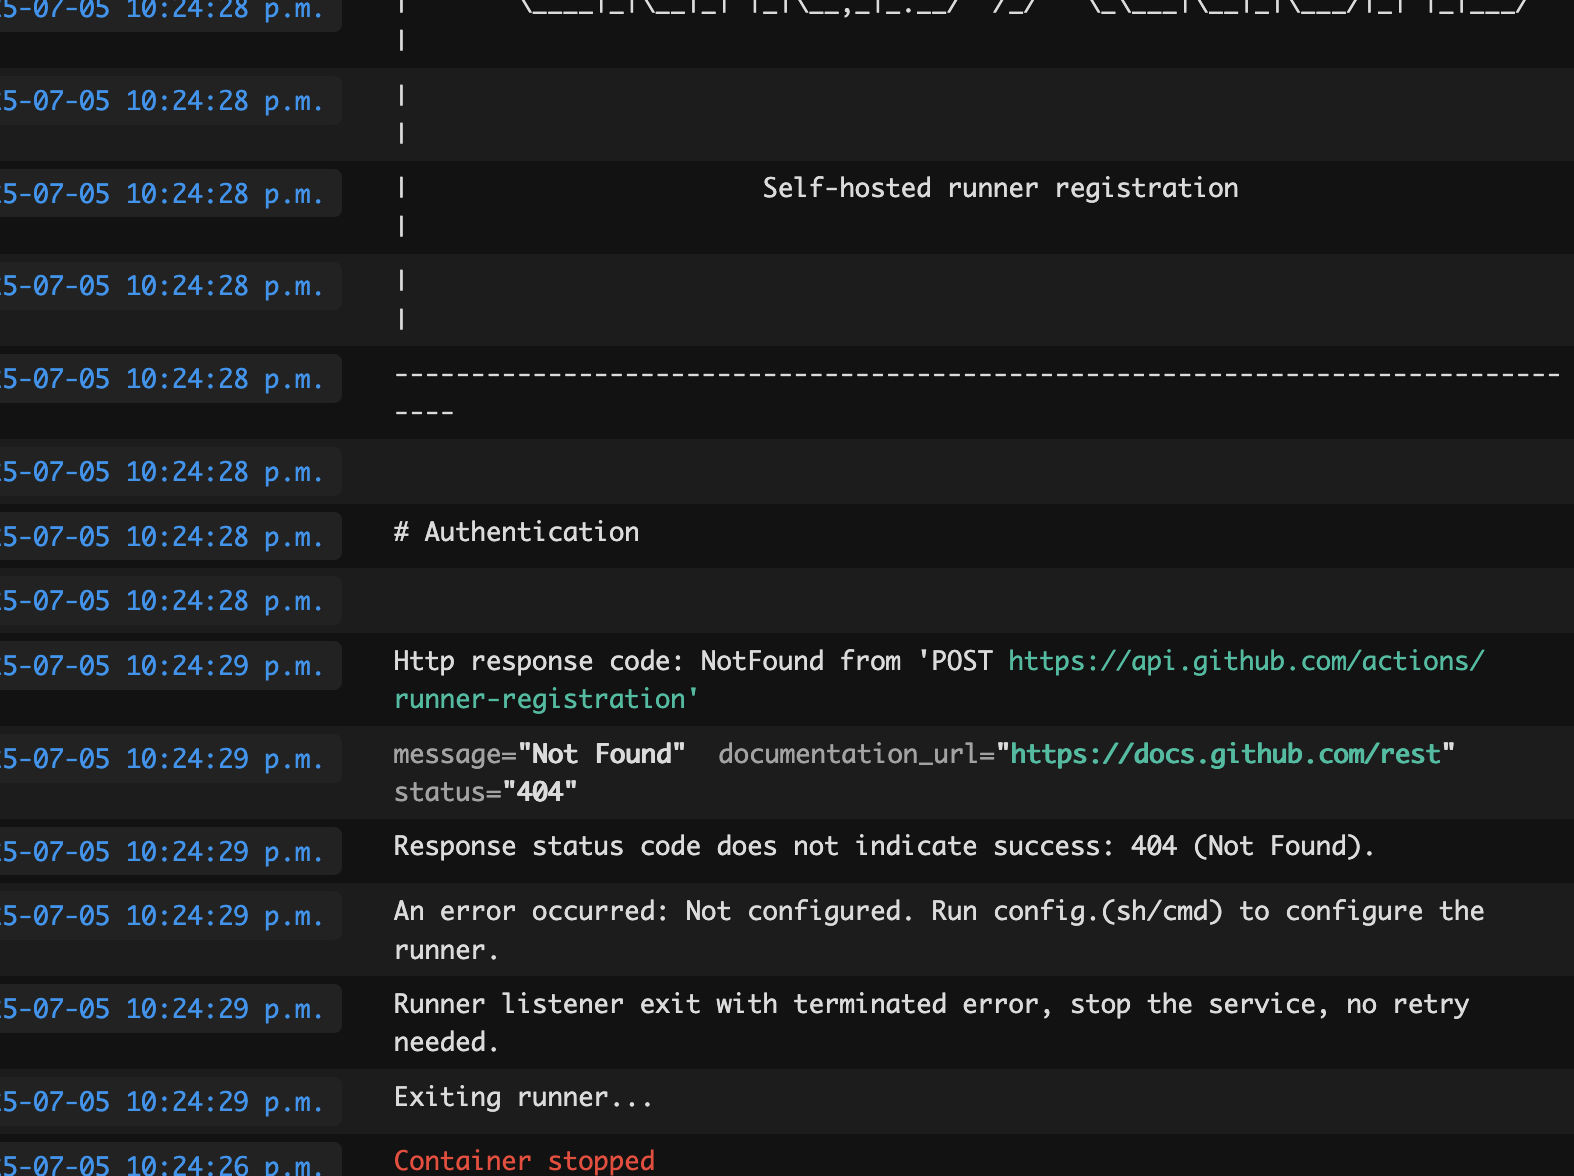 5-07-05 10:24:28 p.m.
|
5-07-05 10:24:28 p.m. |
|
5-07-05 10:24:28 p.m. | Self-hosted runner registration
|
5-07-05 10:24:28 p.m. |
|
5-07-05 10:24:28 p.m. ----------------------------------------------------------------------------
----
5-07-05 10:24:28 p.m.
5-07-05 10:24:28 p.m. # Authentication
5-07-05 10:24:28 p.m.
5-07-05 10:24:29 p.m. Http response code: NotFound from 'POST https://api.github.com/actions/
runner-registration'
5-07-05 10:24:29 p.m. message="Not Found" documentation_url="https://docs.github.com/rest"
status="404"
5-07-05 10:24:29 p.m. Response status code does not indicate success: 404 (Not Found).
5-07-05 10:24:29 p.m. An error occurred: Not configured. Run config.(sh/cmd) to configure the
runner.
5-07-05 10:24:29 p.m. Runner listener exit with terminated error, stop the service, no retry
needed.
5-07-05 10:24:29 p.m. Exiting runner...
5-07-05 10:24:26 p.m. Container stopped